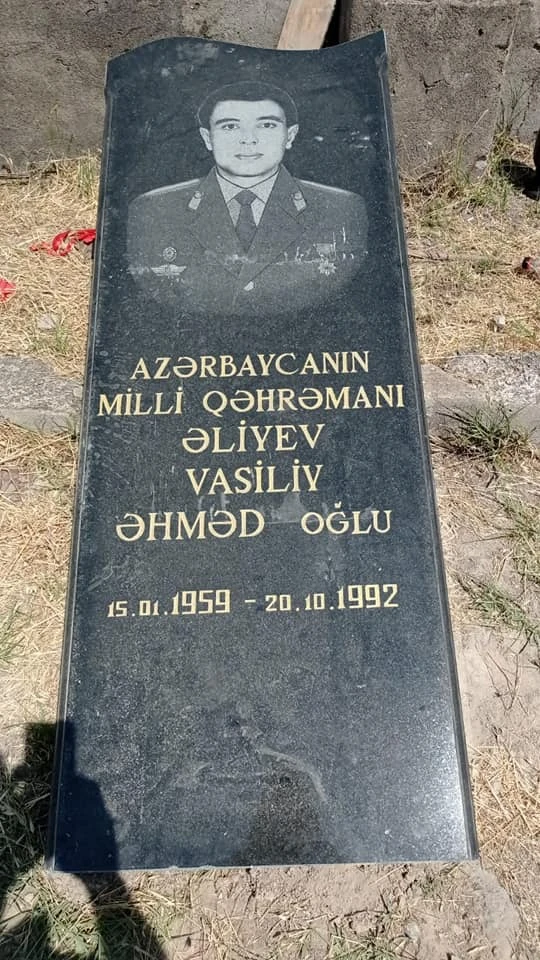 AZƏRBAYCANIN
MİLLİ QƏHRƏMANI
ƏLİYEV
VASİLİY
ƏHMƏD OĞLU
15.01.1959 - 20.10.1992